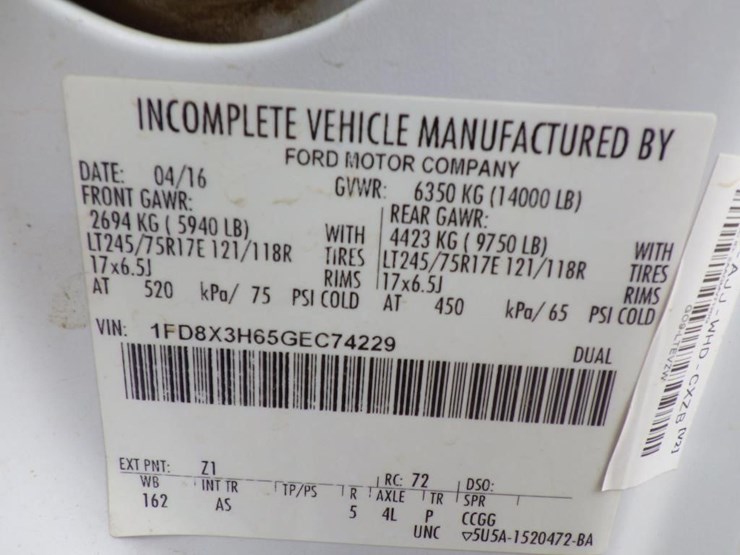 INCOMPLETE VEHICLE MANUFACTURED BY
FORD MOTOR COMPANY
DATE: 04/16 GVWR: 6350 KG (14000 LB)
FRONT GAWR: REAR GAWR:
2694 KG ( 5940 LB) WITH 4423 KG ( 9750 LB) WITH
LT245/75R17E 121/118R TIRES LT245/75R17E 121/118R TIRES
17x6.5J RIMS 17x6.5J RIMS
AT 520 kPa/ 75 PSI COLD AT 450 kPa/ 65 PSI COLD
VIN: 1FD8X3H65GEC74229 DUAL
EXT PNT: Z1 RC: 72 DSO:
WB INT TR TP/PS R AXLE TR SPR
162 AS 5 4L P CCGG
UNC ▽5U5A-1520472-BA
AJJ-WHD-CXZB (V2)